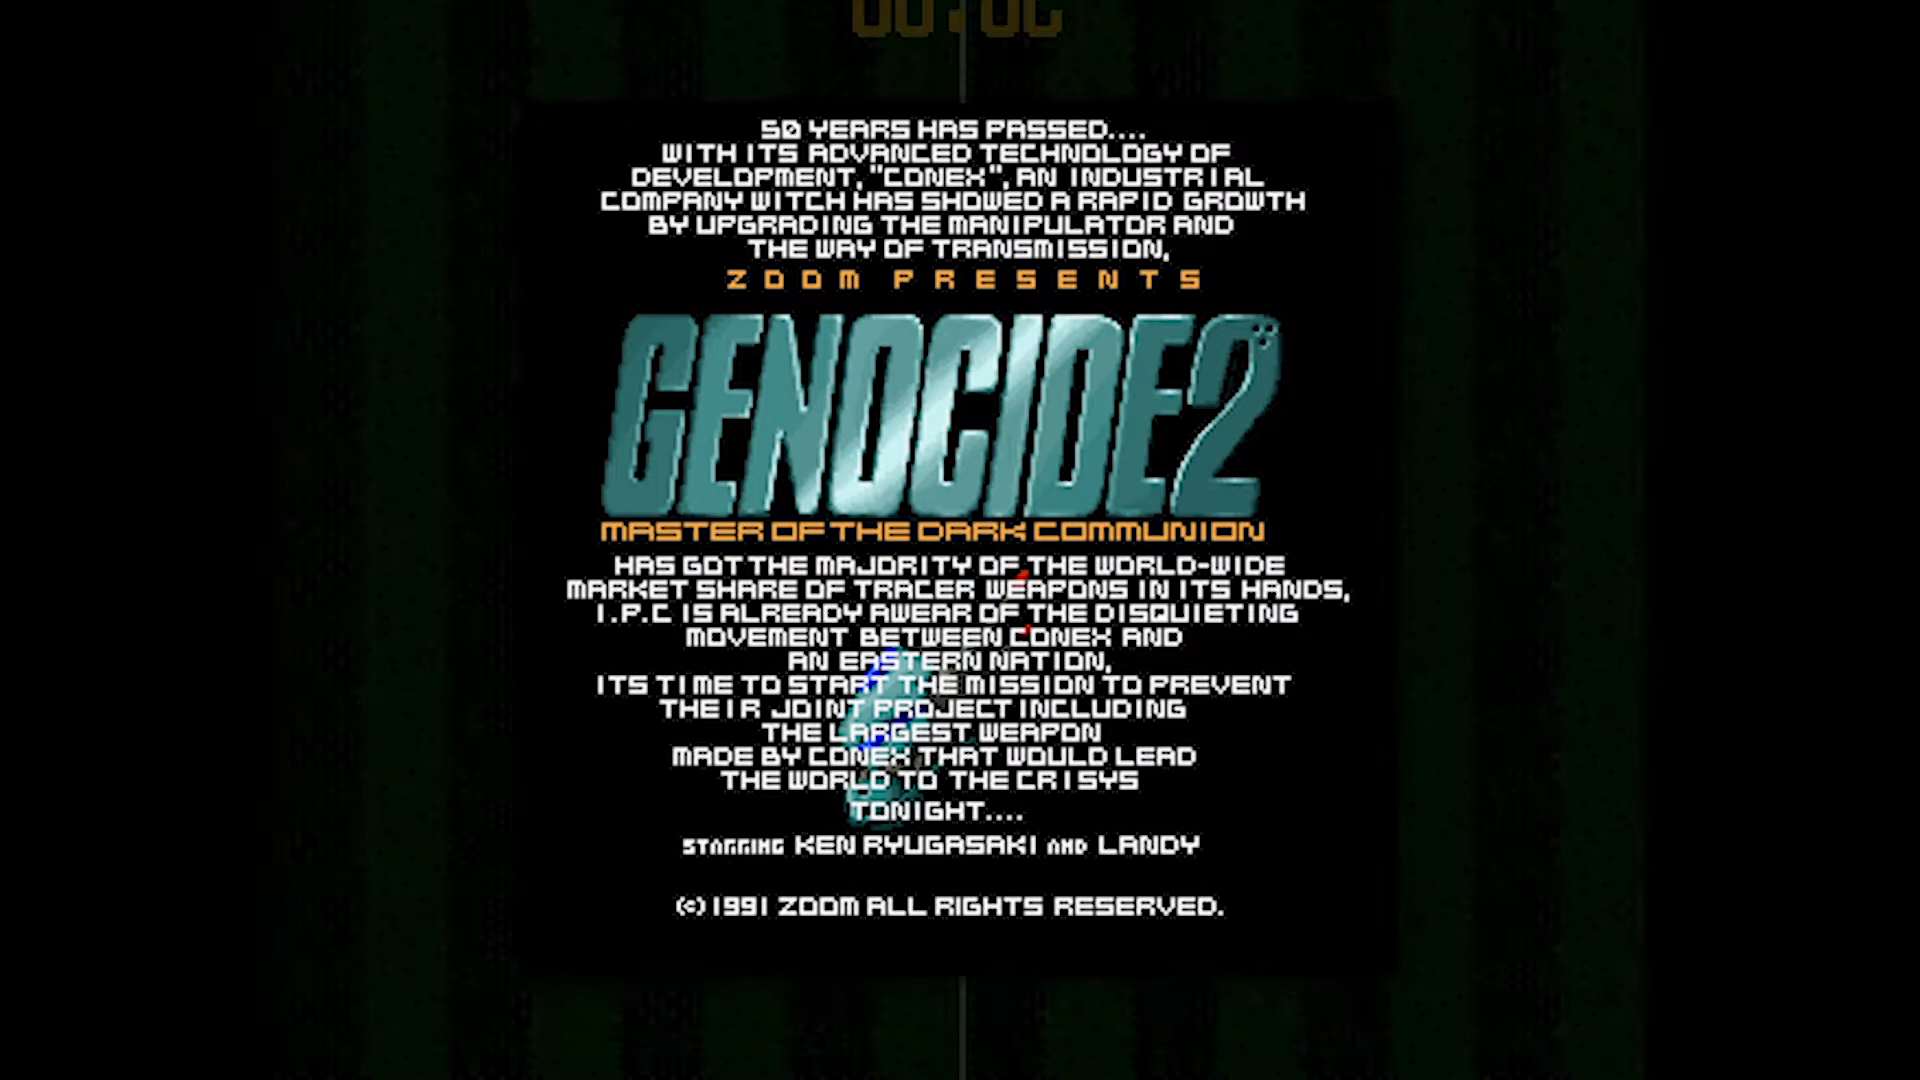 50 YEARS HAS PASSED....
WITH ITS ADVANCED TECHNOLOGY OF
DEVELOPMENT, "CONEX", AN INDUSTRIAL
COMPANY WITCH HAS SHOWED A RAPID GROWTH
BY UPGRADING THE MANIPULATOR AND
THE WAY OF TRANSMISSION,
ZOOM PRESENTS
GENOCIDE2
MASTER OF THE DARK COMMUNION
HAS GOT THE MAJORITY OF THE WORLD-WIDE
MARKET SHARE OF TRACER WEAPONS IN ITS HANDS,
I.P.C IS ALREADY AWEAR OF THE DISQUIETING
MOVEMENT BETWEEN CONEX AND
AN EASTERN NATION,
ITS TIME TO START THE MISSION TO PREVENT
THEIR JOINT PROJECT INCLUDING
THE LARGEST WEAPON
MADE BY CONEX THAT WOULD LEAD
THE WORLD TO THE CRISYS
TONIGHT....
STARRING KEN RYUGASAKI AND LANDY
(C)1991 ZOOM ALL RIGHTS RESERVED.